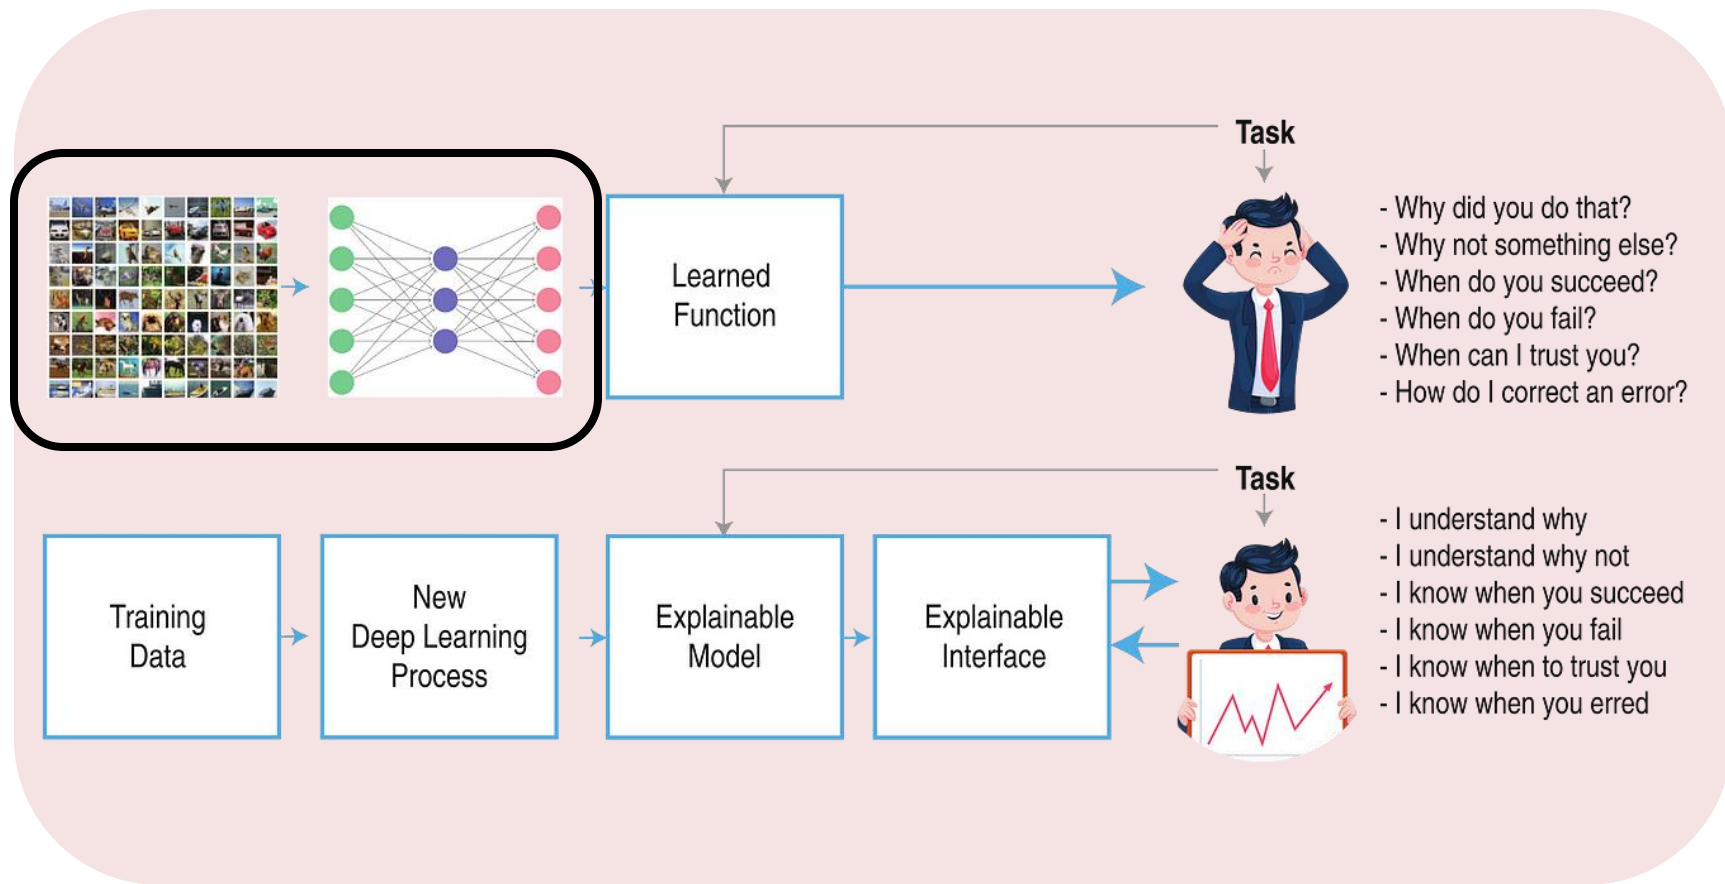 Task
Learned
Function
- Why did you do that?
- Why not something else?
- When do you succeed?
- When do you fail?
- When can I trust you?
- How do I correct an error?
Task
Training
Data
New
Deep Learning
Process
Explainable
Model
Explainable
Interface
- I understand why
- I understand why not
- I know when you succeed
- I know when you fail
- I know when to trust you
- I know when you erred